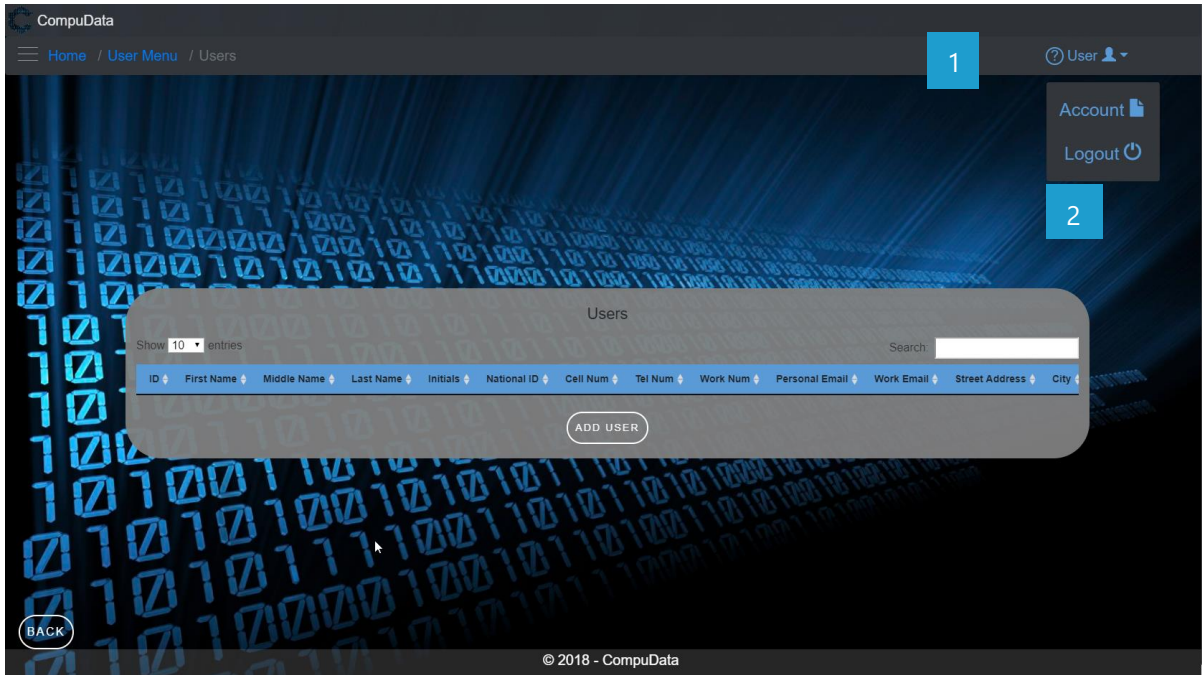 CompuData
Home / User Menu / Users
1
User
Account
Logout
2
Users
Show 10 entries
Search:
ID First Name Middle Name Last Name Initials National ID Cell Num Tel Num Work Num Personal Email Work Email Street Address City
ADD USER
BACK
© 2018 - CompuData